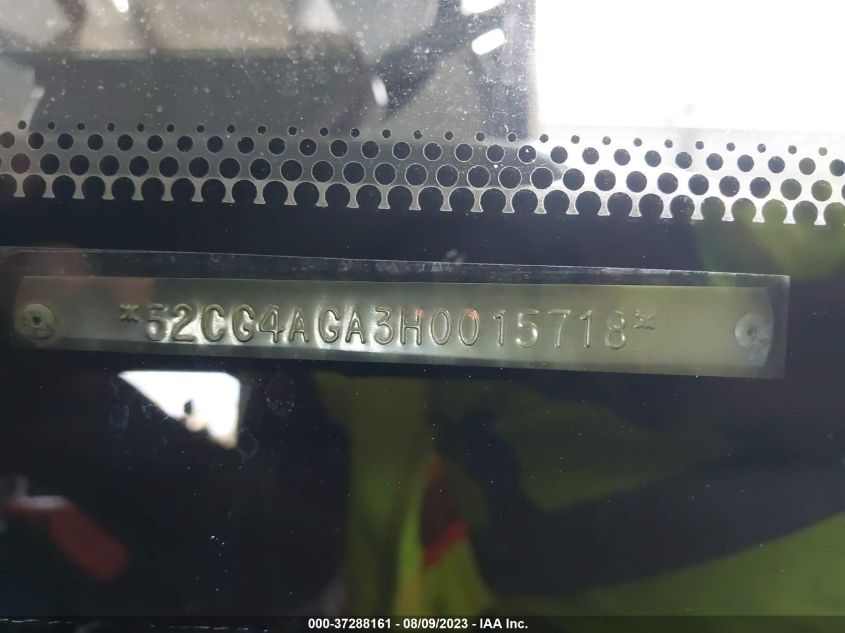 *52CG4AGA3H0015718*
000-37288161 - 08/09/2023 - IAA Inc.